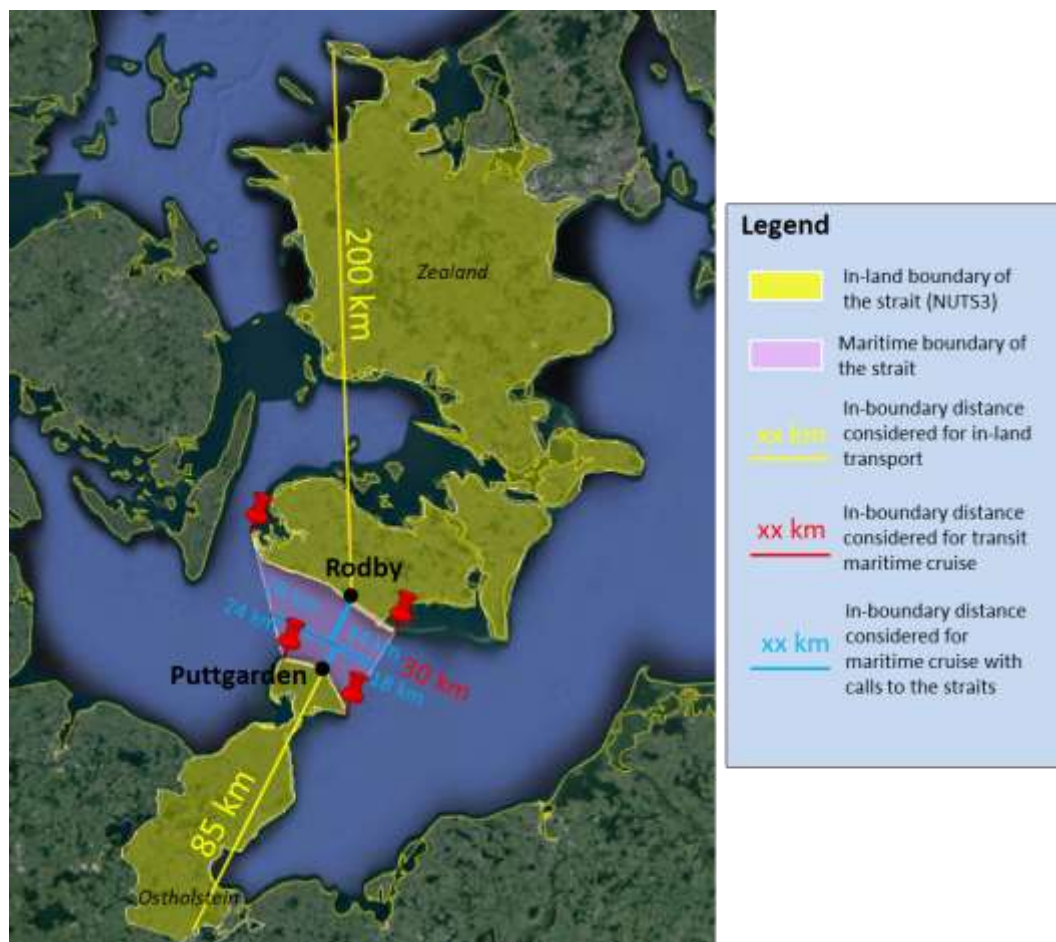 200 km
Zealand
Rodby
24 km
30 km
Puttgarden
18 km
85 km
Ostholstein
Legend
In-land boundary of
the strait (NUTS3)
Maritime boundary of
the strait
xx km
In-boundary distance
considered for in-land
transport
xx km
In-boundary distance
considered for transit
maritime cruise
xx km
In-boundary distance
considered for
maritime cruise with
calls to the straits